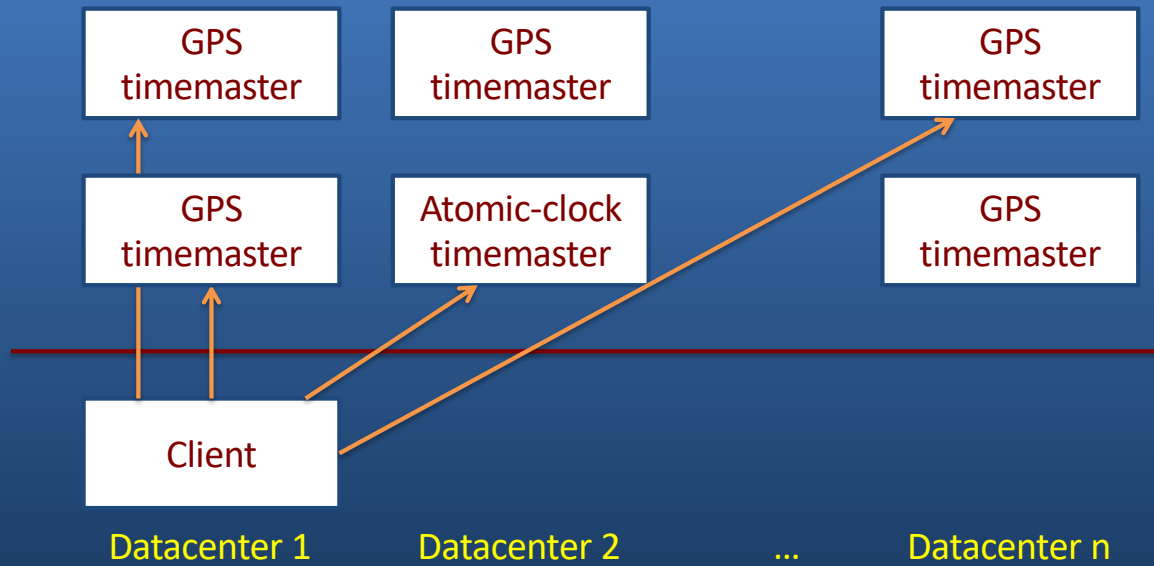 GPS
timemaster
GPS
timemaster
GPS
timemaster
GPS
timemaster
Atomic-clock
timemaster
GPS
timemaster
Client
Datacenter 1
Datacenter 2
...
Datacenter n